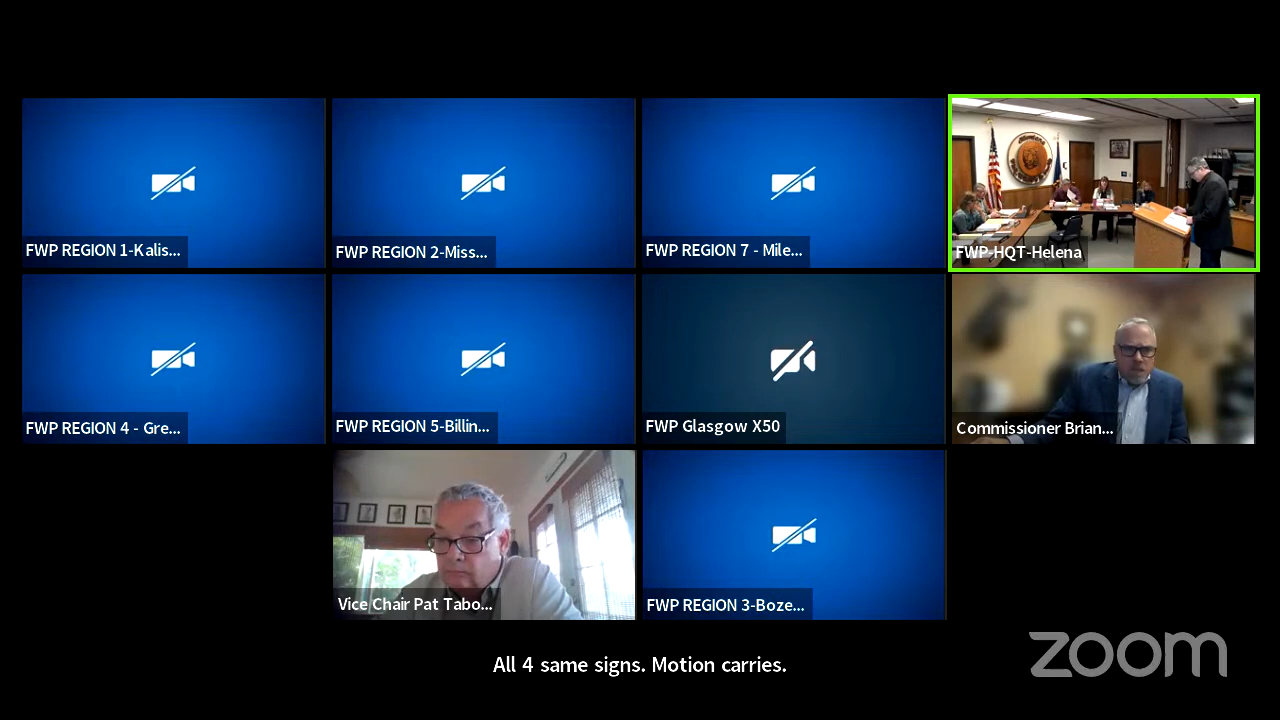 FWP REGION 1-Kalis...
FWP REGION 2-Miss...
FWP REGION 7 - Mile...
FWP-HQT-Helena
FWP REGION 4 - Gre...
FWP REGION 5-Billin...
FWP Glasgow X50
Commissioner Brian...
Vice Chair Pat Tabo...
FWP REGION 3-Boze...
All 4 same signs. Motion carries.
zoom